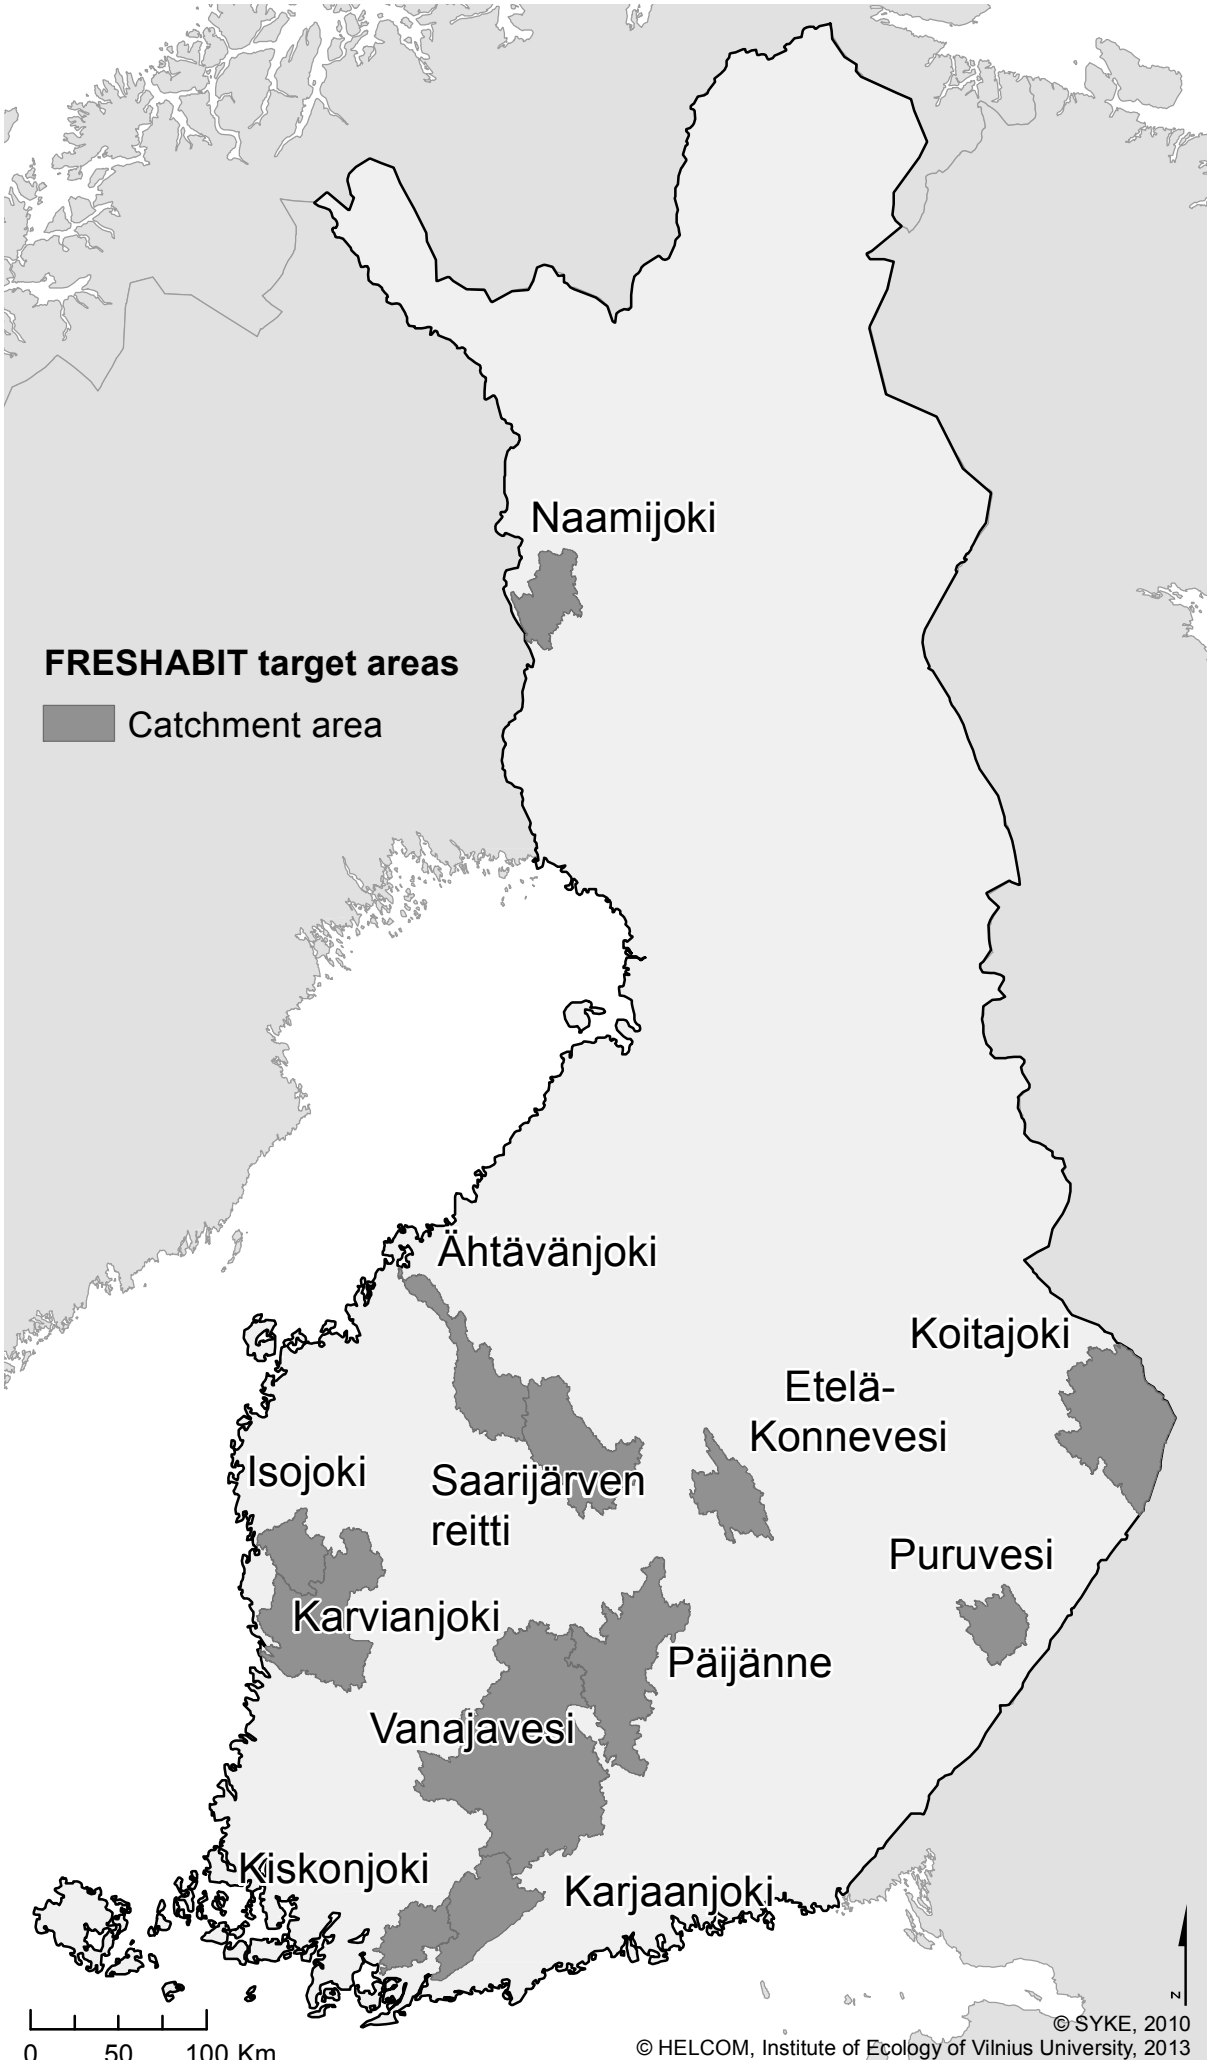 Naamijoki
FRESHABIT target areas
Catchment area
Ähtävänjoki
Koitajoki
Etelä-
Konnevesi
Isojoki
Saarijärven
reitti
Puruvesi
Karvianjoki
Päijänne
Vanajavesi
Kiskonjoki
Karjaanjoki
N
0 50 100 Km
© SYKE, 2010
© HELCOM, Institute of Ecology of Vilnius University, 2013